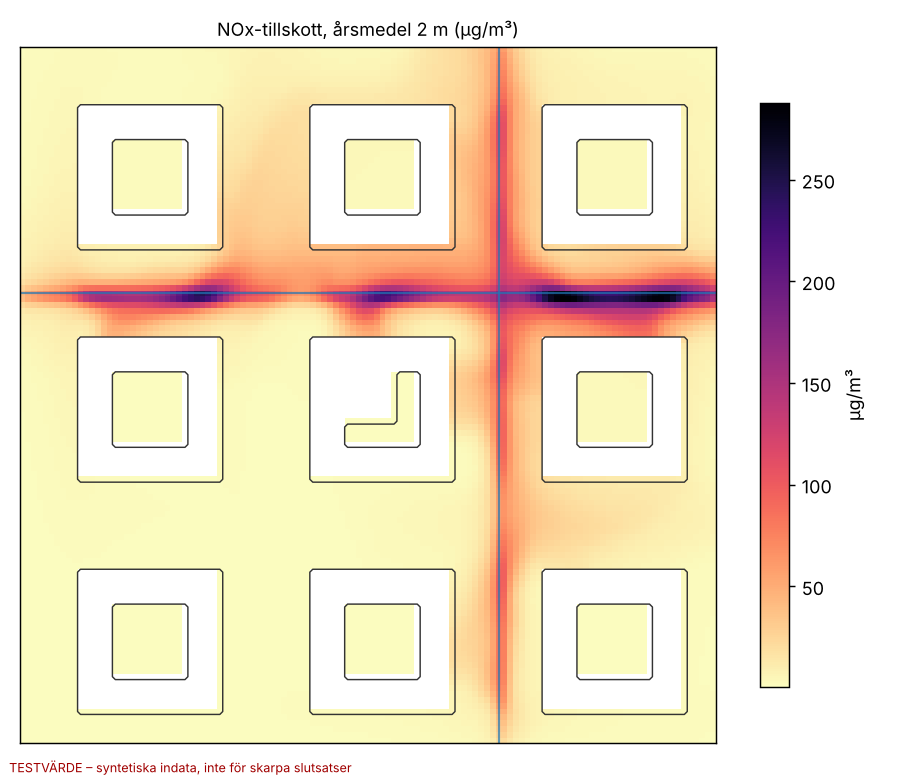 NOx-tillskott, årsmedel 2 m (µg/m³)
250
200
150
100
50
µg/m³
TESTVÄRDE – syntetiska indata, inte för skarpa slutsatser